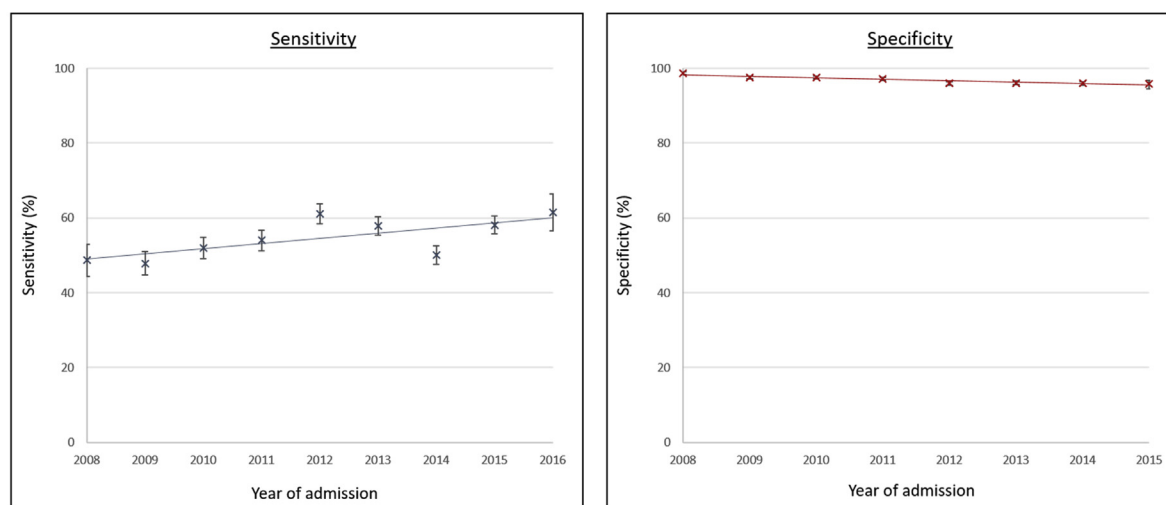 Sensitivity
100
80
60
40
20
0
Sensitivity (%)
2008 2009 2010 2011 2012 2013 2014 2015 2016
Year of admission
Specificity
100
80
60
40
20
0
Specificity (%)
2008 2009 2010 2011 2012 2013 2014 2015
Year of admission